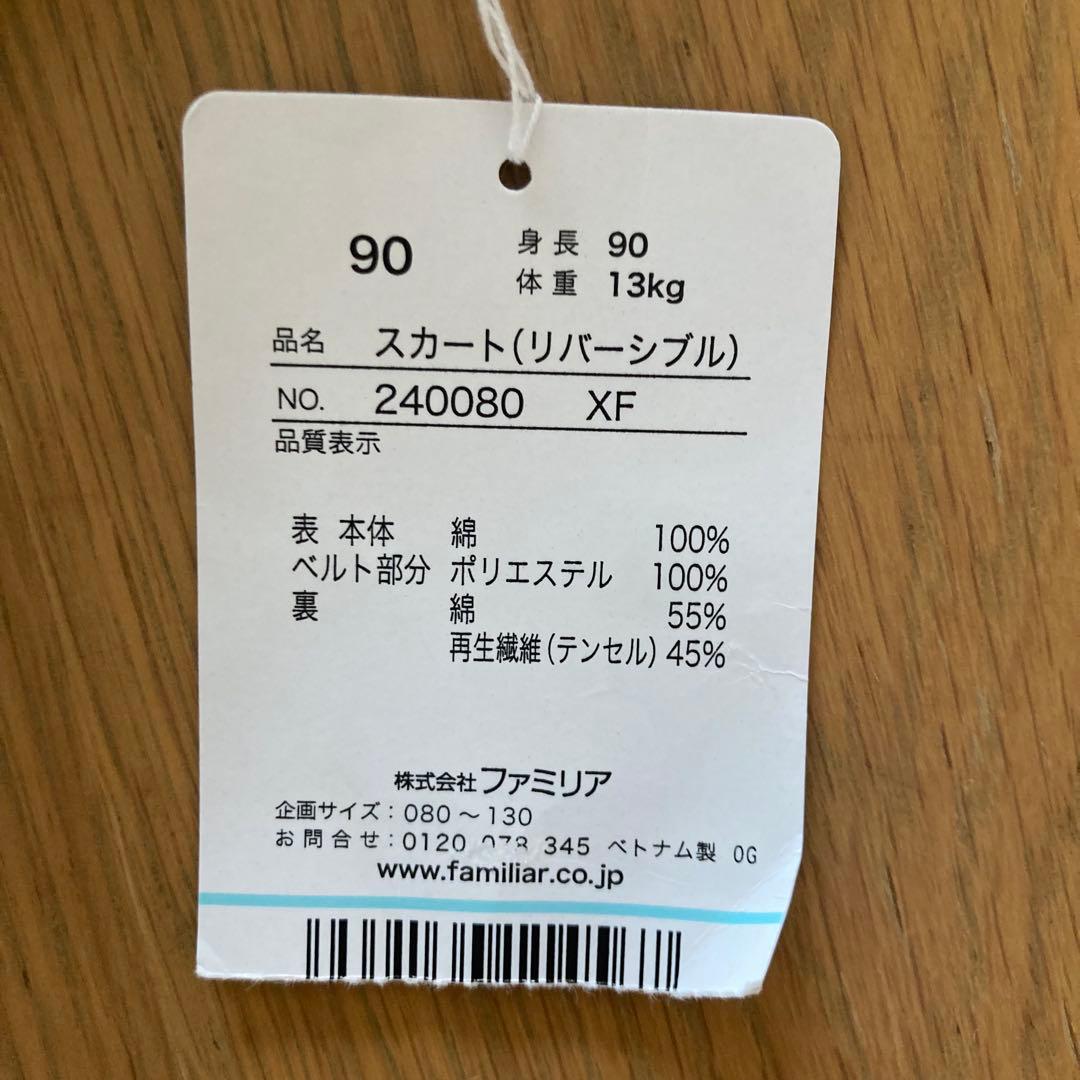 90
身長 90
体重 13kg
品名 スカート(リバーシブル)
NO. 240080 XF
品質表示
表 本体 綿 100%
ベルト部分 ポリエステル 100%
裏 綿 55%
再生繊維(テンセル) 45%
株式会社ファミリア
企画サイズ:080~130
お問合せ:0120 078 345 ベトナム製 0G
www.familiar.co.jp